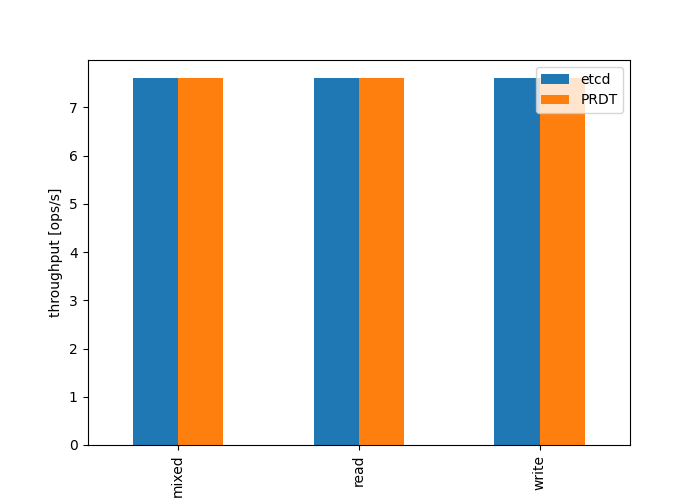 etcd
PRDT
throughput [ops/s]
7
6
5
4
3
2
1
0
mixed
read
write